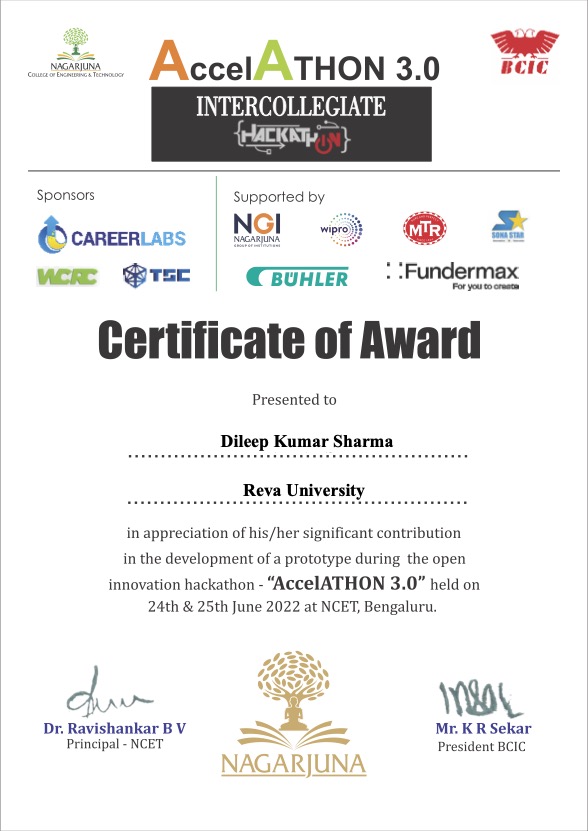 NAGARJUNA
COLLEGE OF ENGINEERING & TECHNOLOGY
AccelATHON 3.0
BCIC
INTERCOLLEGIATE
HACKATHON
Sponsors
Supported by
CAREERLABS
NGI
NAGARJUNA
GROUP OF INSTITUTIONS
wipro
MTR
SONA STAR
WCRC
TSC
BÜHLER
Fundermax
For you to create
Certificate of Award
Presented to
Dileep Kumar Sharma
Reva University
in appreciation of his/her significant contribution
in the development of a prototype during the open
innovation hackathon - “AccelATHON 3.0” held on
24th & 25th June 2022 at NCET, Bengaluru.
Dr. Ravishankar B V
Principal - NCET
NAGARJUNA
Mr. K R Sekar
President BCIC